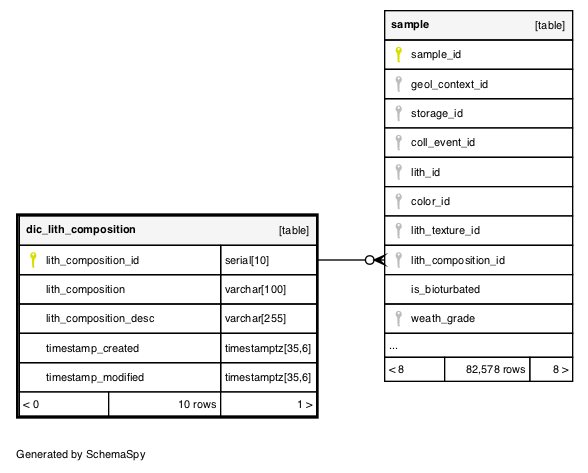 sample [table]
sample_id
geol_context_id
storage_id
coll_event_id
lith_id
color_id
lith_texture_id
lith_composition_id
is_bioturbated
weath_grade
...
< 8 82,578 rows 8 >
dic_lith_composition [table]
lith_composition_id serial[10]
lith_composition varchar[100]
lith_composition_desc varchar[255]
timestamp_created timestamptz[35,6]
timestamp_modified timestamptz[35,6]
< 0 10 rows 1 >
Generated by SchemaSpy